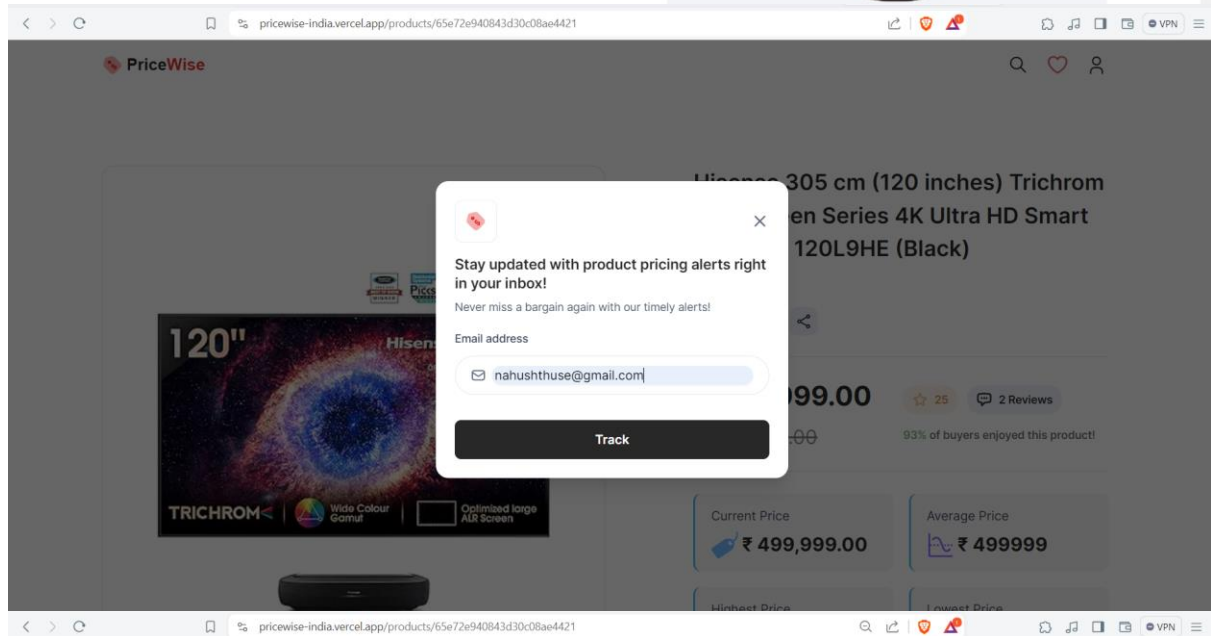 pricewise-india.vercel.app/products/65e72e940843d30c08ae4421
VPN
PriceWise
Hisense 305 cm (120 inches) Trichrom
en Series 4K Ultra HD Smart
120L9HE (Black)
Stay updated with product pricing alerts right
in your inbox!
Never miss a bargain again with our timely alerts!
Email address
nahushthuse@gmail.com
Track
120"
Hisen
TRICHROM
Wide Colour
Gamut
Optimized large
ALR Screen
999.00
25
2 Reviews
.00
93% of buyers enjoyed this product!
Current Price
₹ 499,999.00
Average Price
₹ 499999
Highest Price
Lowest Price
pricewise-india.vercel.app/products/65e72e940843d30c08ae4421
VPN